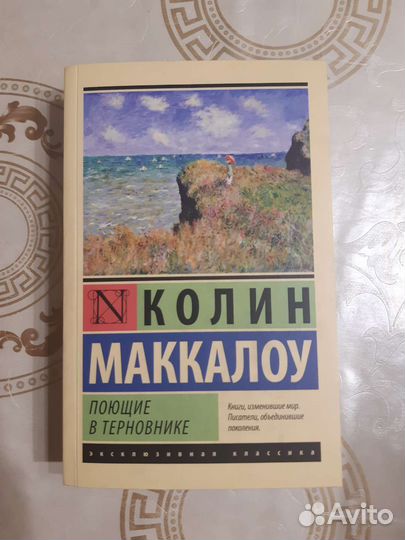 N КОЛИН
МАККАЛОУ
ПОЮЩИЕ
В ТЕРНОВНИКЕ
Книги, изменившие мир.
Писатели, объединившие
поколения.
эксклюзивная классика
Avito